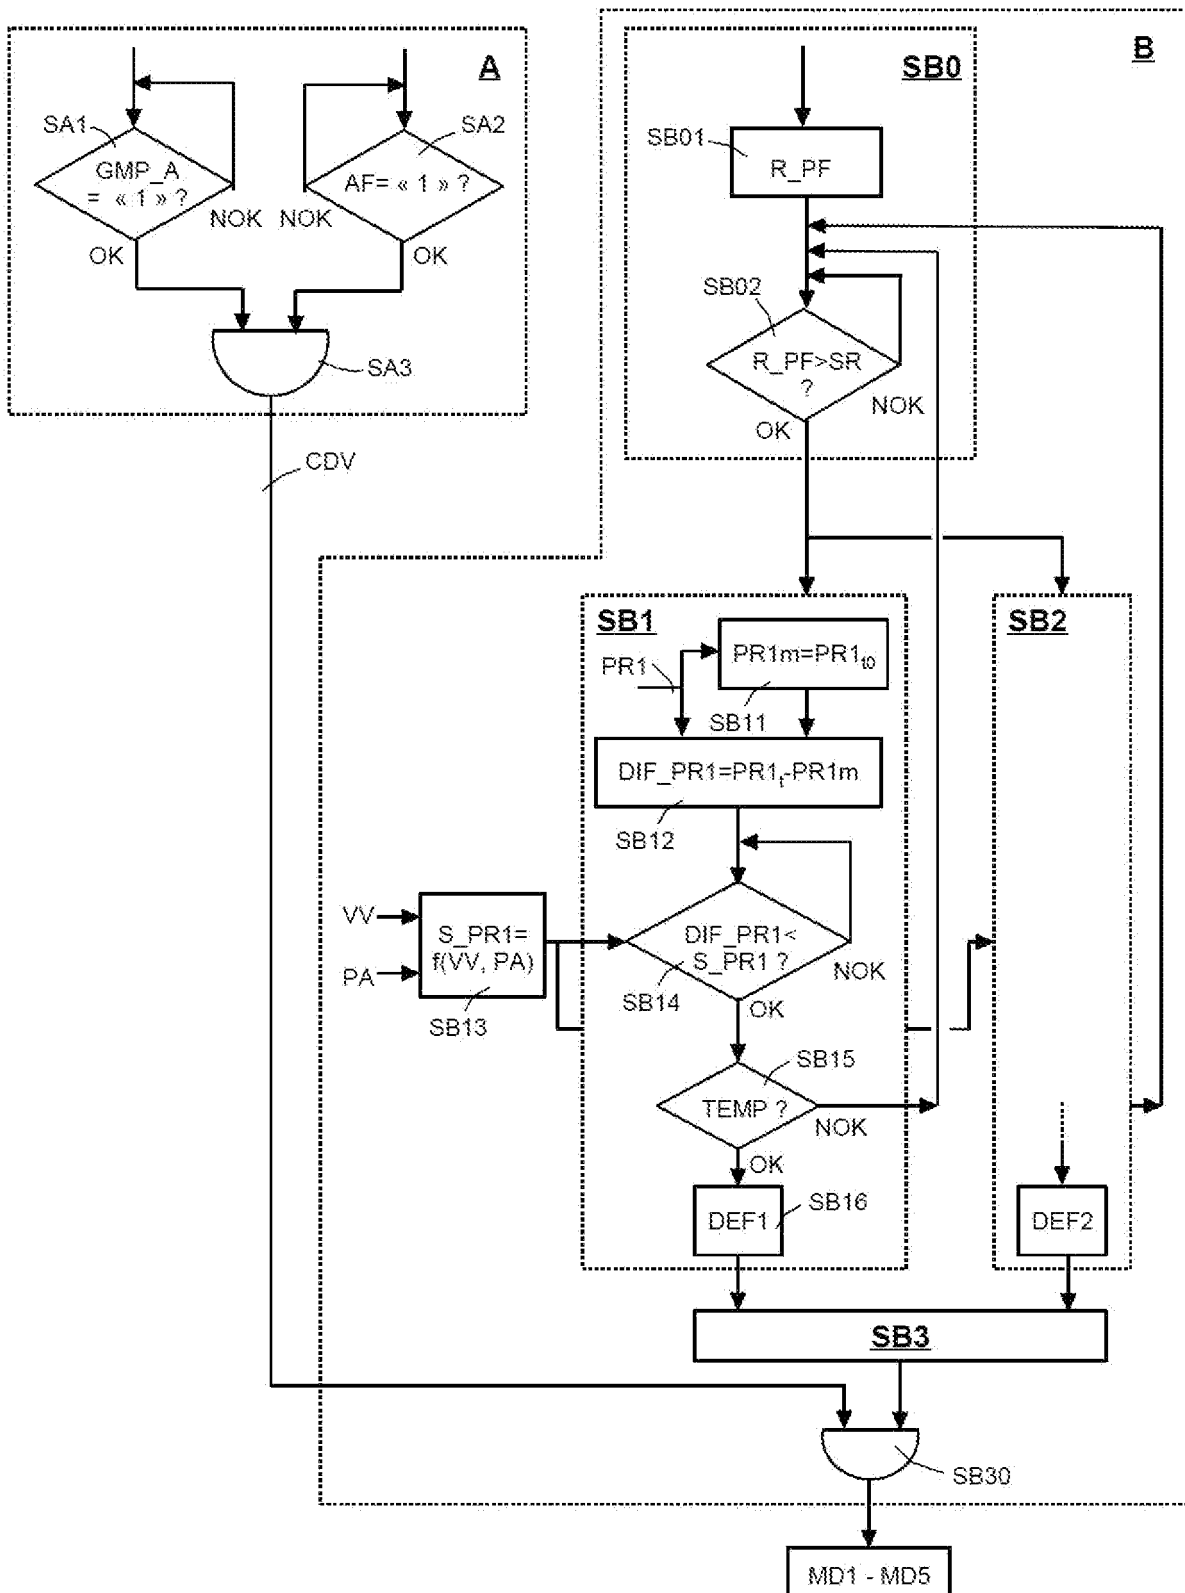 A
SA1
GMP_A
= « 1 » ?
NOK
OK
SA2
AF= « 1 » ?
NOK
OK
SA3
CDV
B
SB0
SB01
R_PF
SB02
R_PF>SR
?
NOK
OK
SB1
PR1
PR1m=PR1t0
SB11
DIF_PR1=PR1t-PR1m
SB12
VV
PA
S_PR1=
f(VV, PA)
SB13
DIF_PR1<
S_PR1 ?
SB14
NOK
OK
SB15
TEMP ?
NOK
OK
DEF1
SB16
SB2
DEF2
SB3
SB30
MD1 - MD5